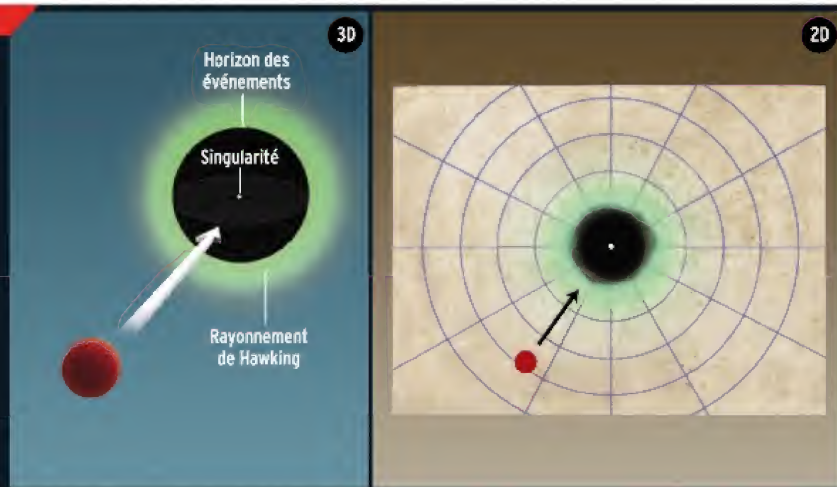 3D
Horizon des
événements
Singularité
Rayonnement
de Hawking
2D